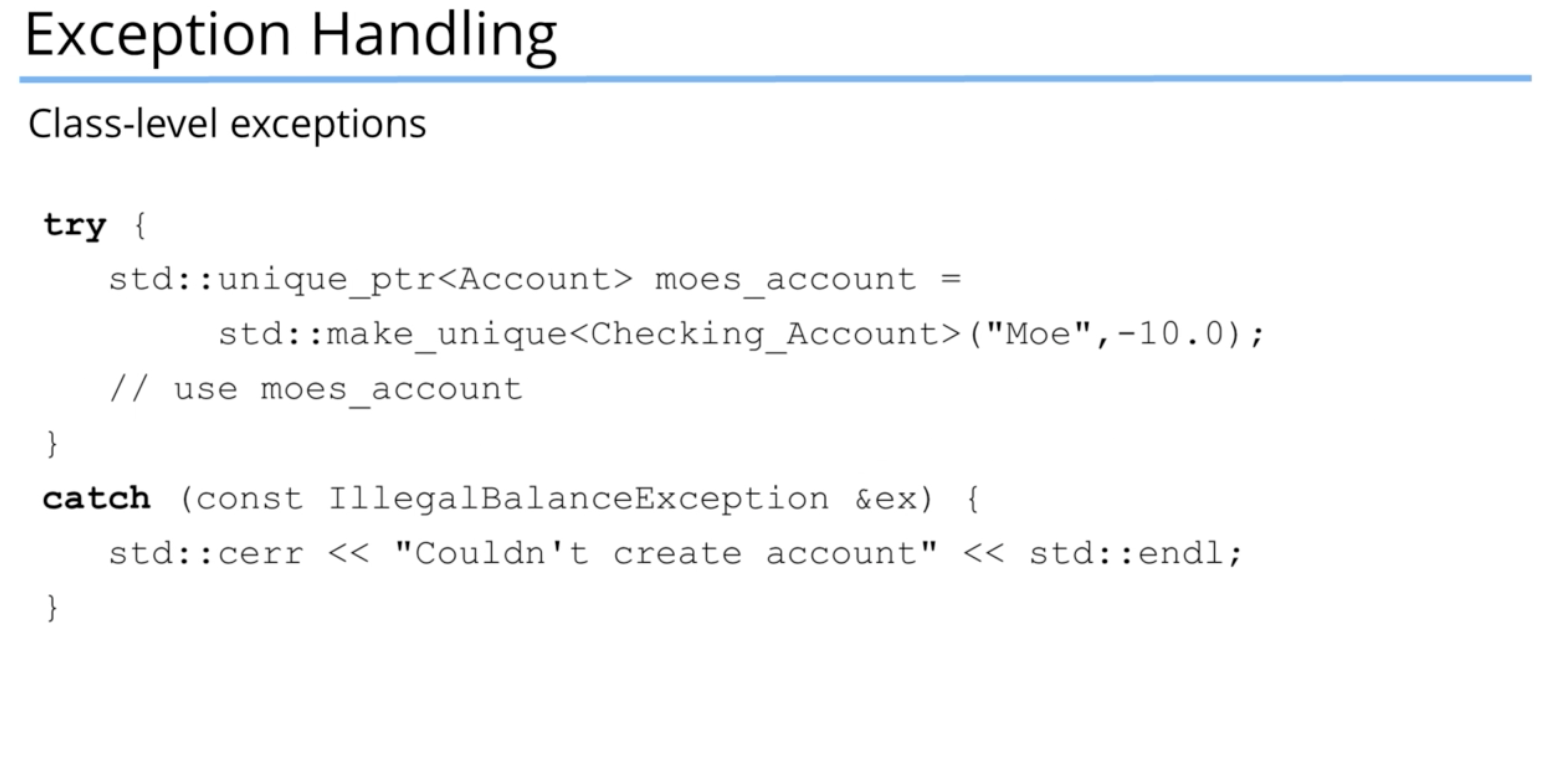 Exception Handling
Class-level exceptions
try {
    std::unique_ptr<Account> moes_account =
        std::make_unique<Checking_Account>("Moe",-10.0);
    // use moes_account
}
catch (const IllegalBalanceException &ex) {
    std::cerr << "Couldn't create account" << std::endl;
}